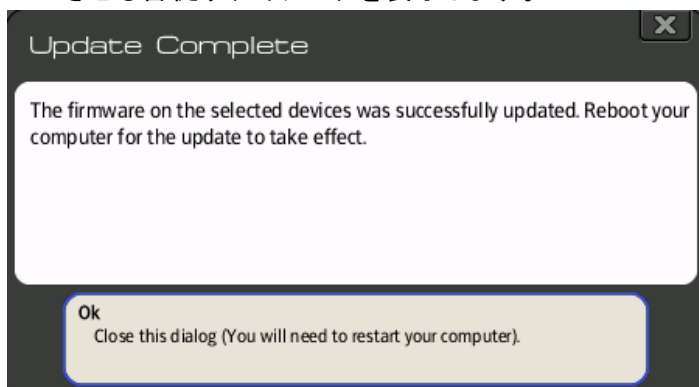 Update Complete
The firmware on the selected devices was successfully updated. Reboot your
computer for the update to take effect.
Ok
Close this dialog (You will need to restart your computer).